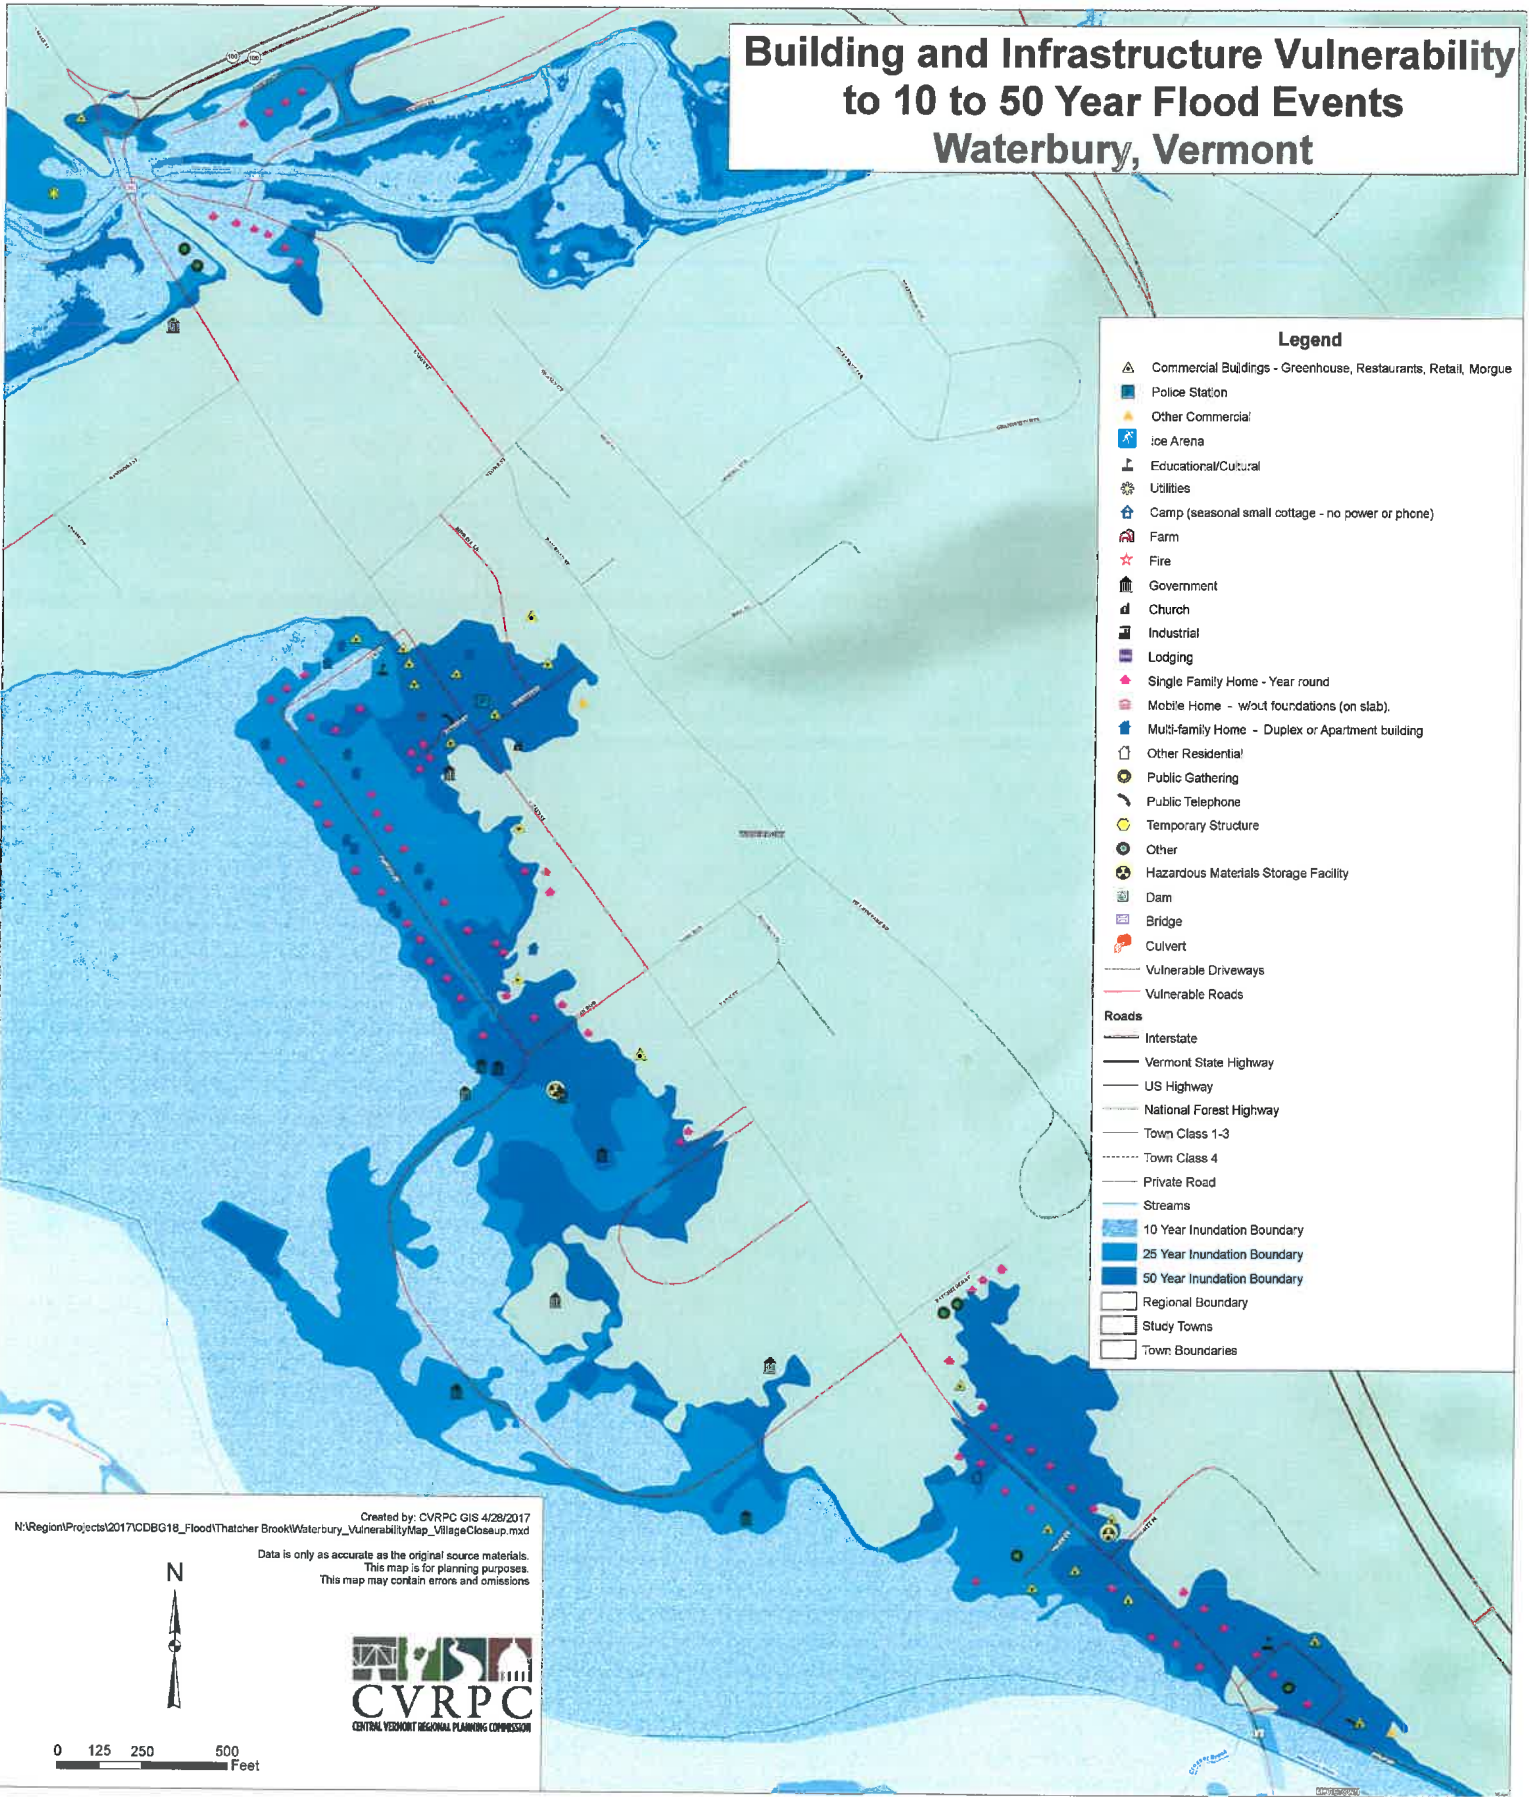 Building and Infrastructure Vulnerability
to 10 to 50 Year Flood Events
Waterbury, Vermont
100
Legend
Commercial Buildings - Greenhouse, Restaurants, Retail, Morgue
Police Station
Other Commercial
Ice Arena
Educational/Cultural
Utilities
Camp (seasonal small cottage - no power or phone)
Farm
Fire
Government
Church
Industrial
Lodging
Single Family Home - Year round
Mobile Home - w/out foundations (on slab).
Multi-family Home - Duplex or Apartment building
Other Residential
Public Gathering
Public Telephone
Temporary Structure
Other
Hazardous Materials Storage Facility
Dam
Bridge
Culvert
Vulnerable Driveways
Vulnerable Roads
Roads
Interstate
Vermont State Highway
US Highway
National Forest Highway
Town Class 1-3
Town Class 4
Private Road
Streams
10 Year Inundation Boundary
25 Year Inundation Boundary
50 Year Inundation Boundary
Regional Boundary
Study Towns
Town Boundaries
Created by: CVRPC GIS 4/28/2017
N:\Region\Projects\2017\CDBG18_Flood\Thatcher Brook\Waterbury_VulnerabilityMap_VillageCloseup.mxd
Data is only as accurate as the original source materials.
This map is for planning purposes.
This map may contain errors and omissions
N
CVRPC
CENTRAL VERMONT REGIONAL PLANNING COMMISSION
0 125 250 500
Feet